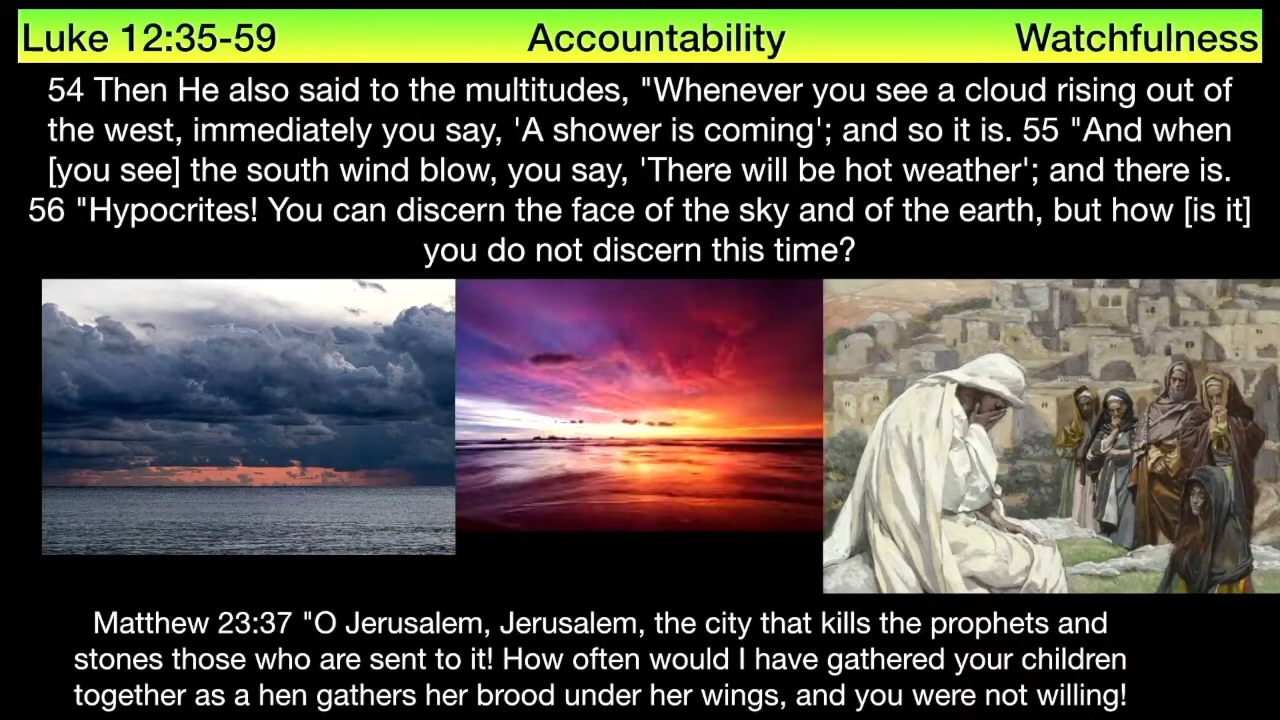 Luke 12:35-59 Accountability Watchfulness
54 Then He also said to the multitudes, "Whenever you see a cloud rising out of
the west, immediately you say, 'A shower is coming'; and so it is. 55 "And when
[you see] the south wind blow, you say, 'There will be hot weather'; and there is.
56 "Hypocrites! You can discern the face of the sky and of the earth, but how [is it]
you do not discern this time?
Matthew 23:37 "O Jerusalem, Jerusalem, the city that kills the prophets and
stones those who are sent to it! How often would I have gathered your children
together as a hen gathers her brood under her wings, and you were not willing!